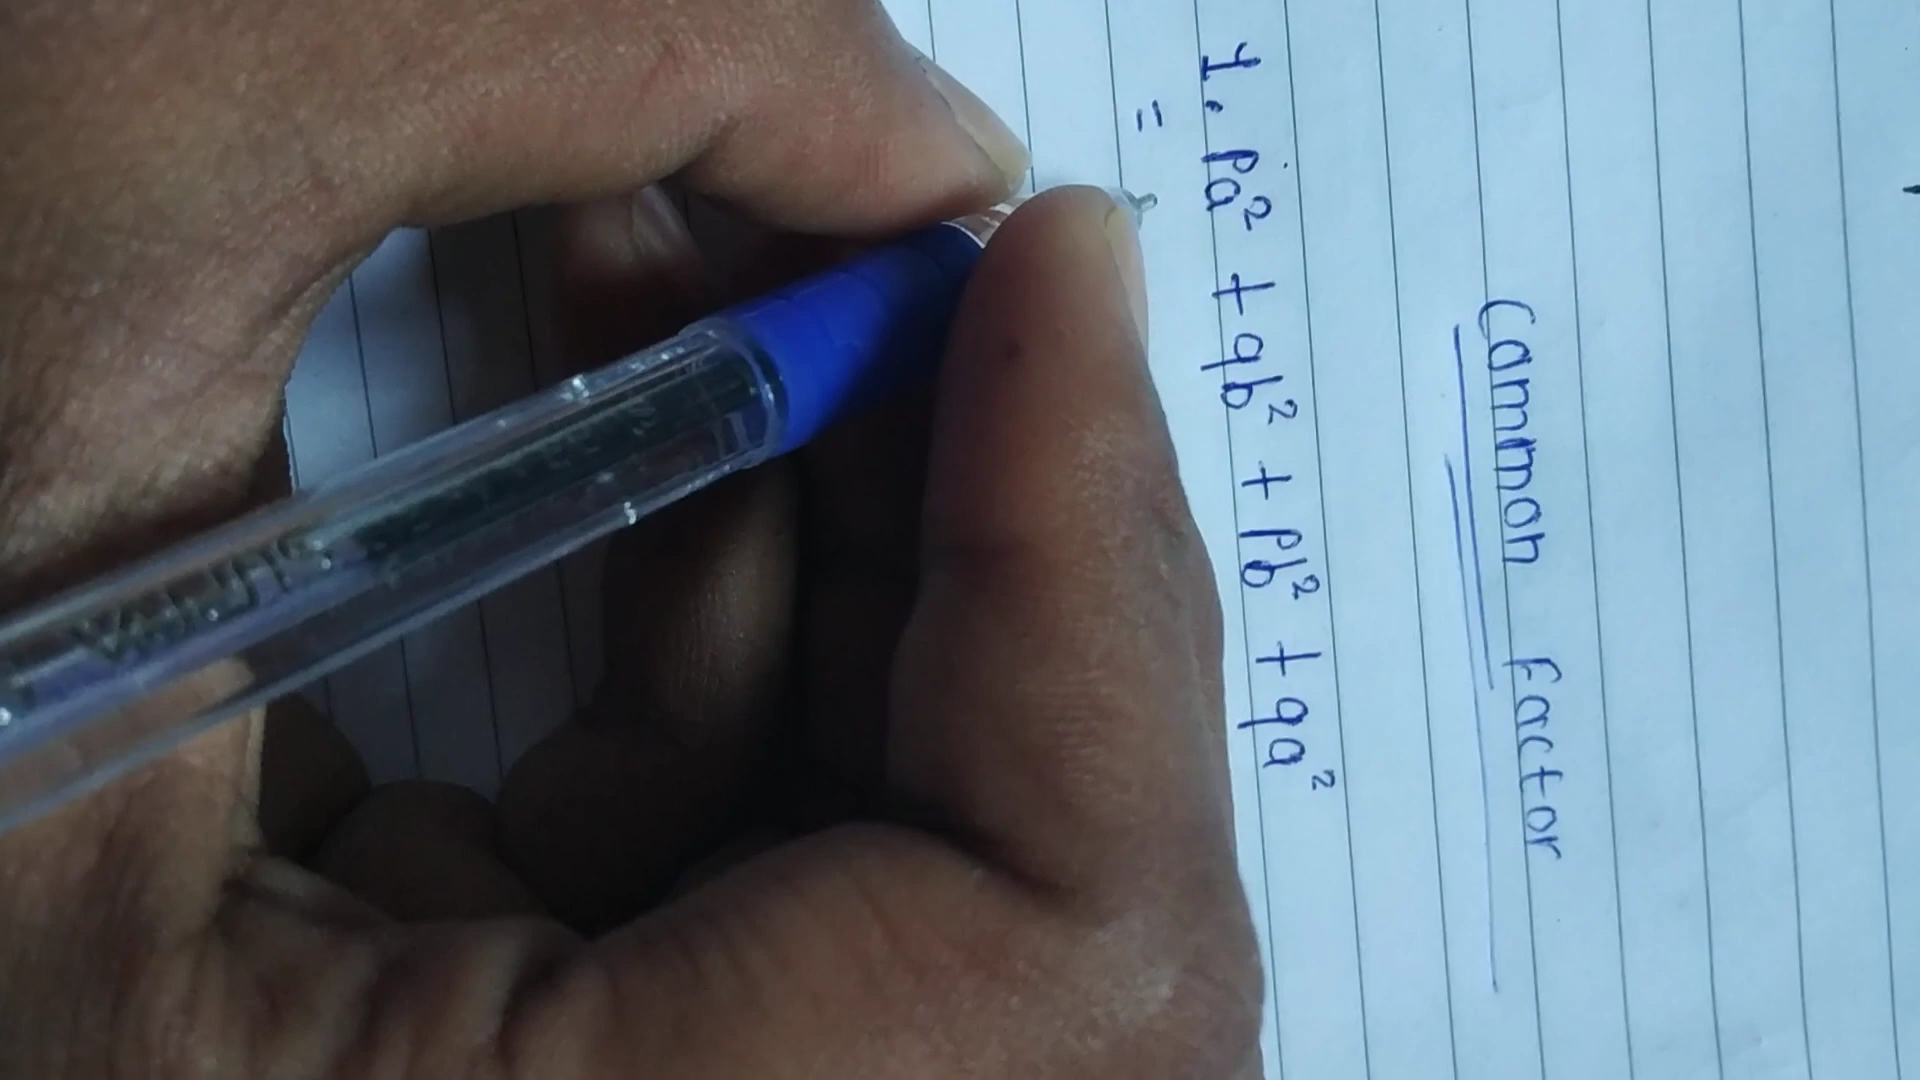 Common Factor
1. Pa² + qb² + Pb² + qa²
=